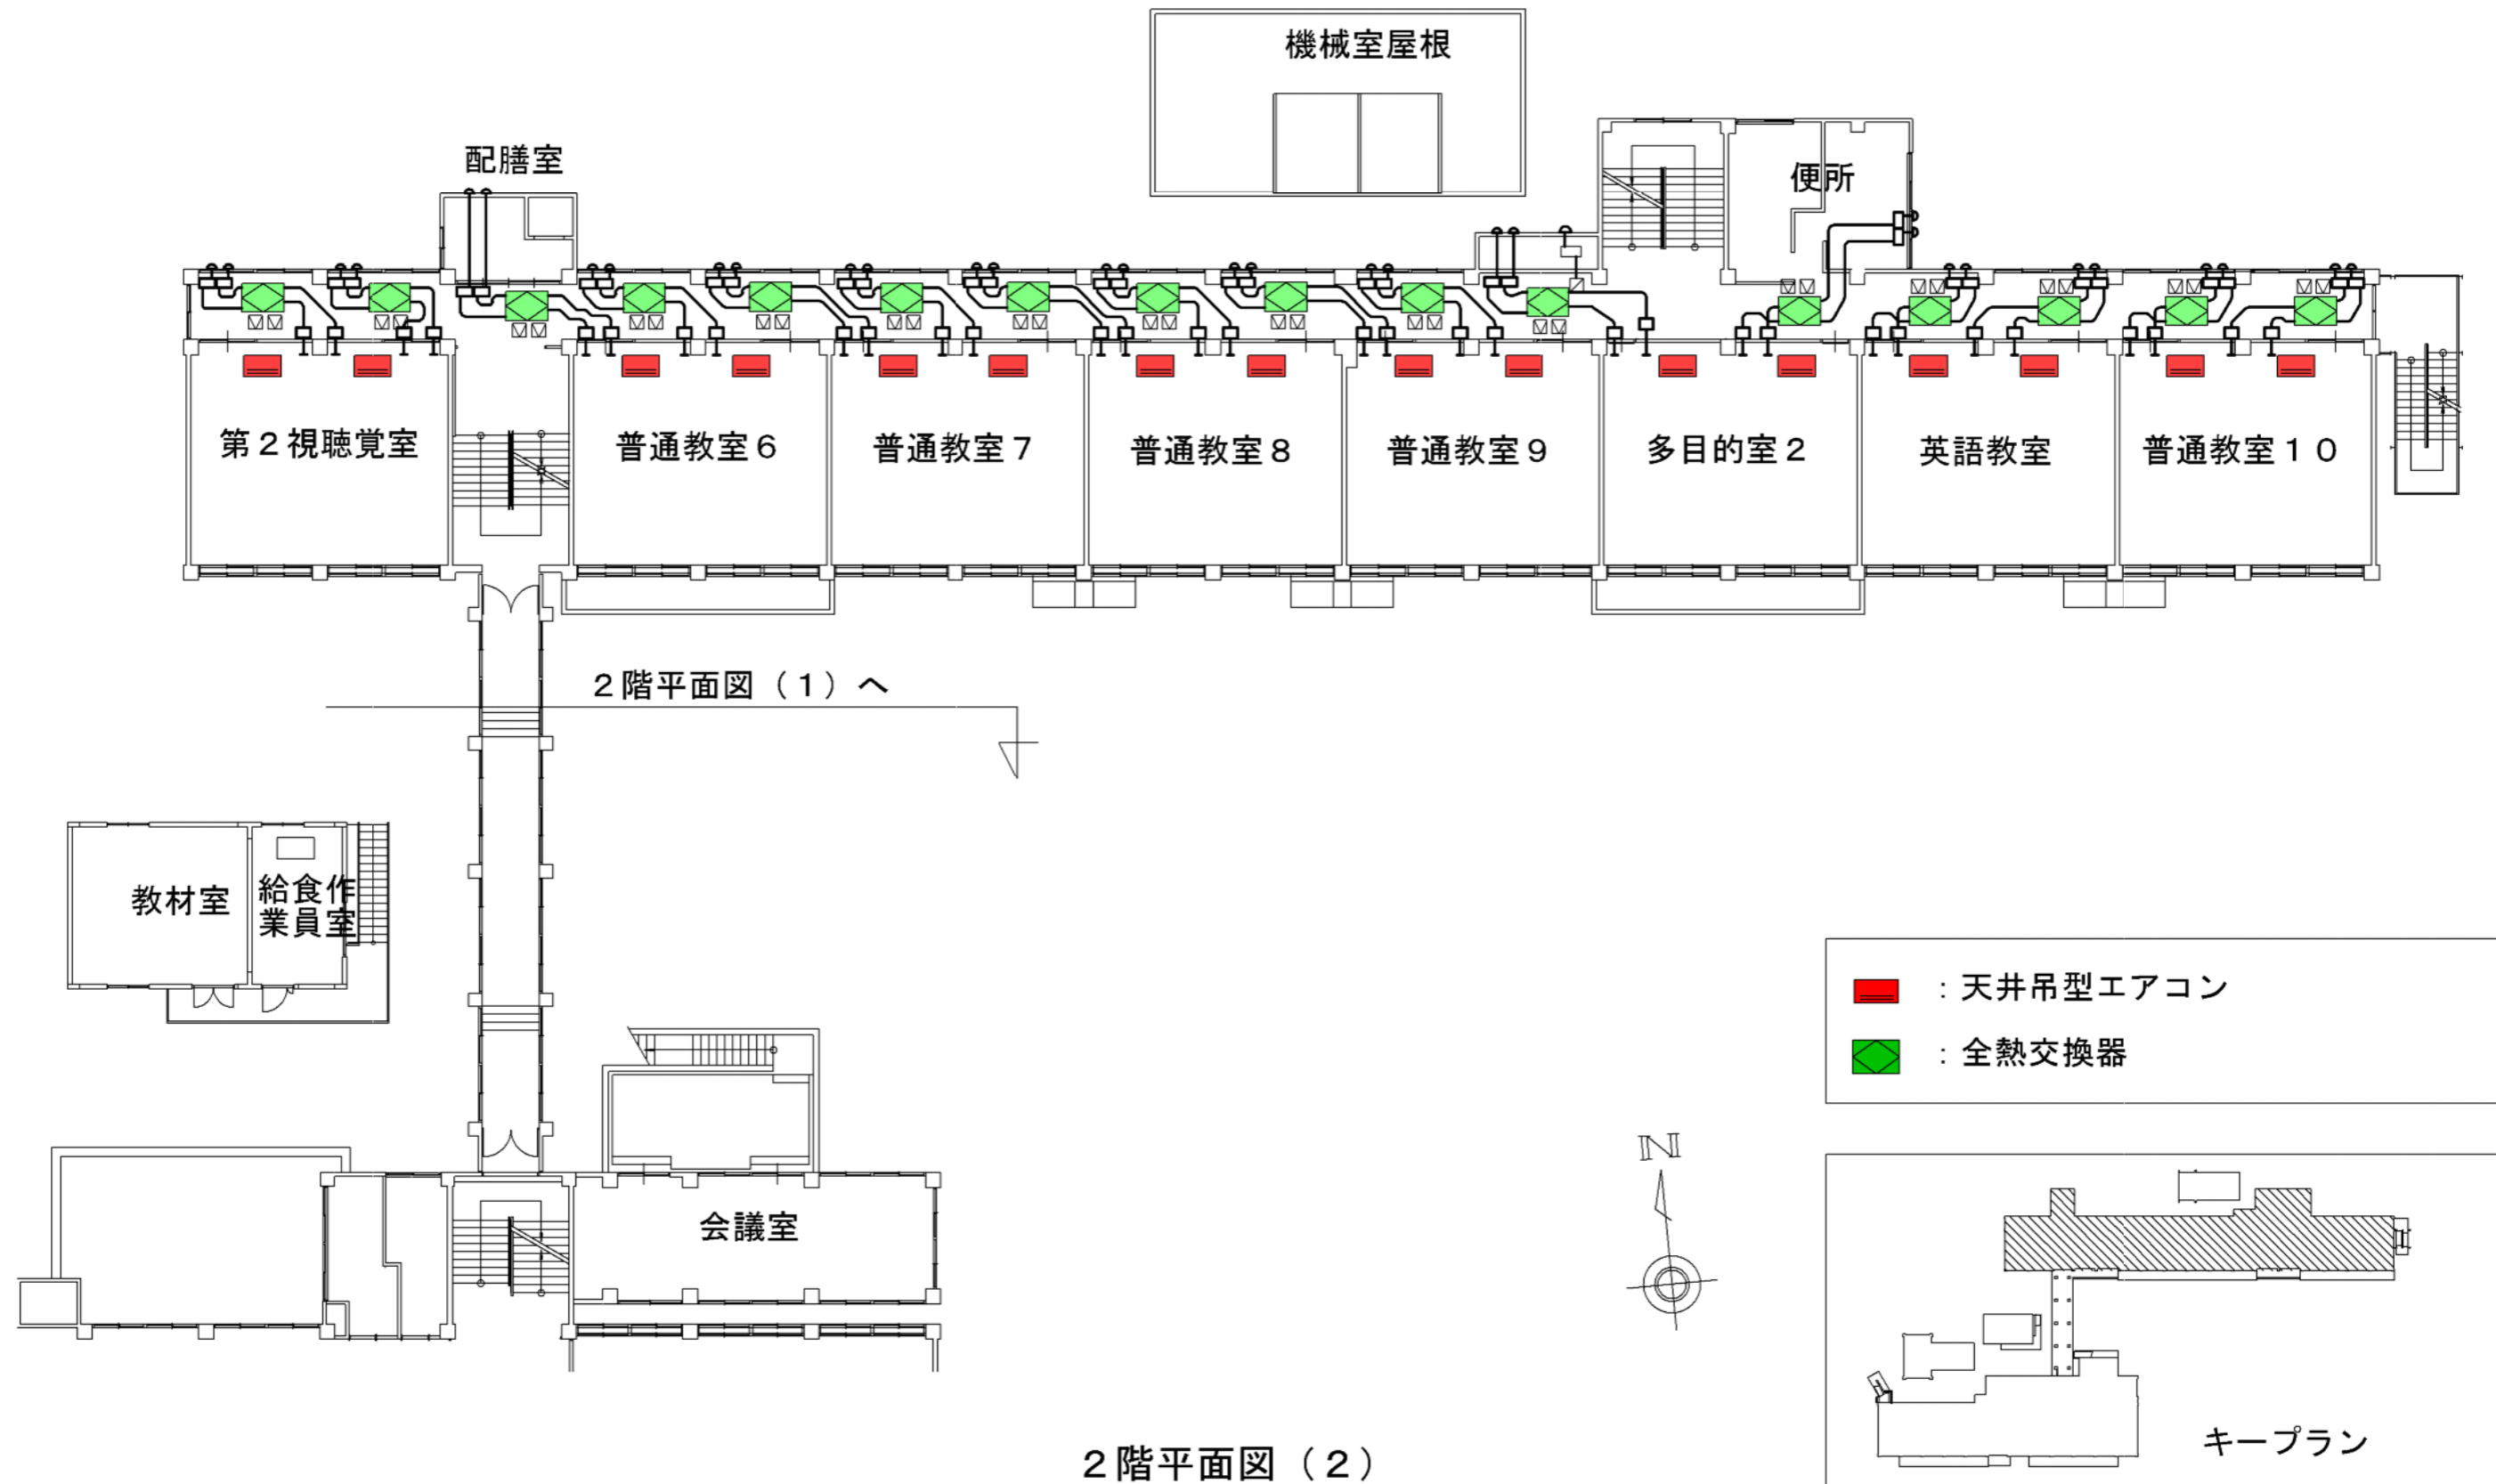 機械室屋根
配膳室
便所
第２視聴覚室
普通教室６
普通教室７
普通教室８
普通教室９
多目的室２
英語教室
普通教室１０
２階平面図（１）へ
教材室
給食作
業員室
：天井吊型エアコン
：全熱交換器
N
会議室
キープラン
２階平面図（２）